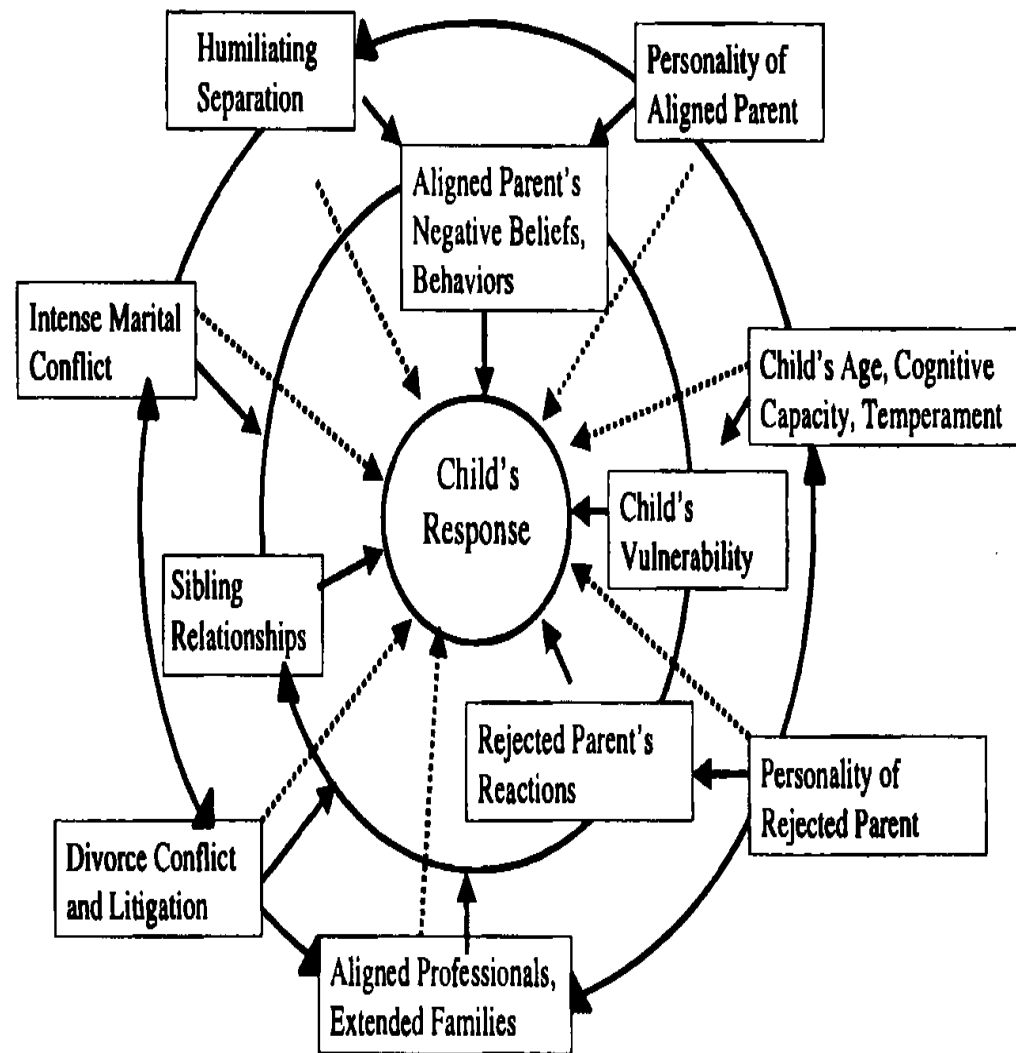 Humiliating
Separation
Personality of
Aligned Parent
Aligned Parent's
Negative Beliefs,
Behaviors
Intense Marital
Conflict
Child's Age, Cognitive
Capacity, Temperament
Child's
Response
Child's
Vulnerability
Sibling
Relationships
Rejected Parent's
Reactions
Personality of
Rejected Parent
Divorce Conflict
and Litigation
Aligned Professionals,
Extended Families